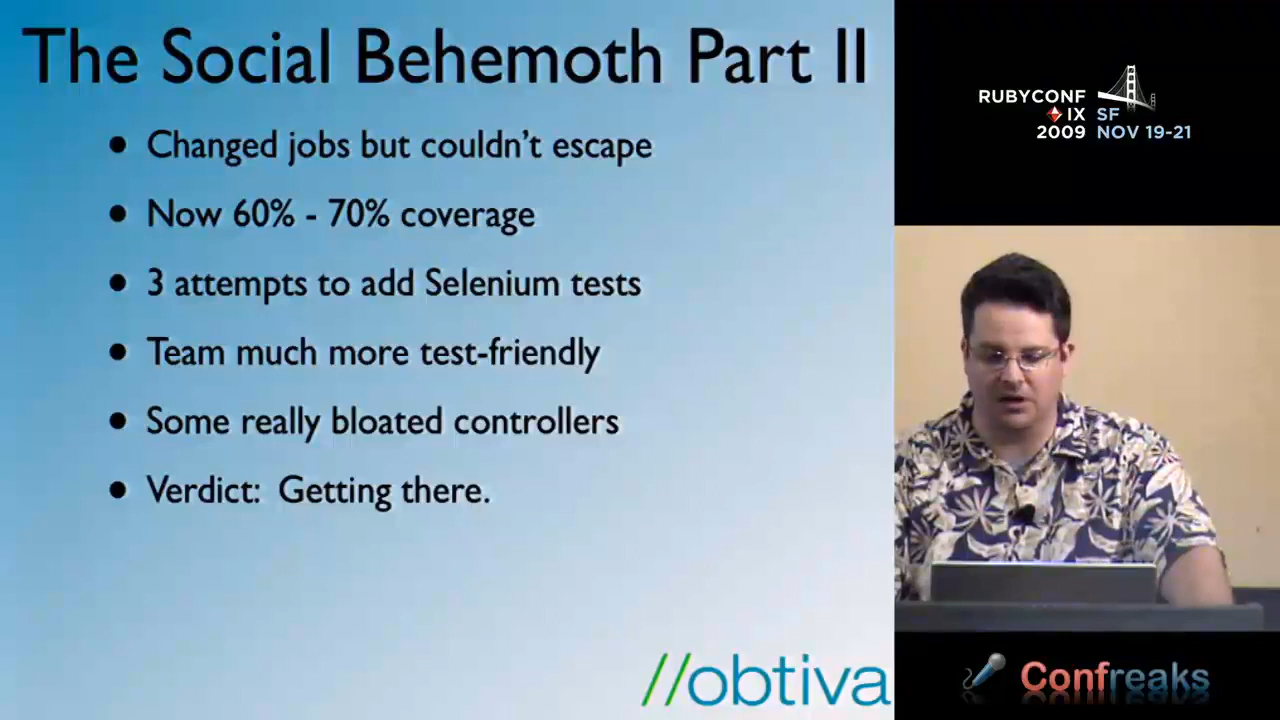 The Social Behemoth Part II
• Changed jobs but couldn't escape
• Now 60% - 70% coverage
• 3 attempts to add Selenium tests
• Team much more test-friendly
• Some really bloated controllers
• Verdict: Getting there.
//obtiva
RUBYCONF
IX SF
2009 NOV 19-21
Confreaks